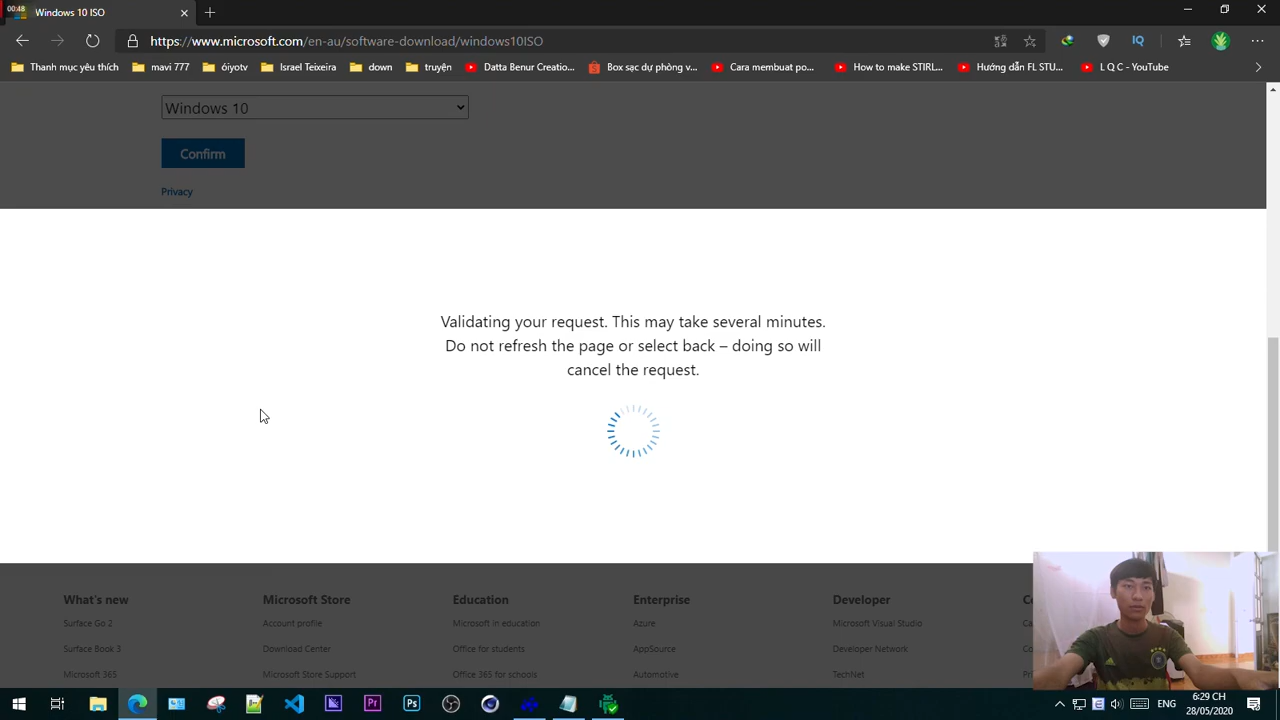 00:48
Windows 10 ISO
https://www.microsoft.com/en-au/software-download/windows10ISO
IQ
Thanh mục yêu thích
mavi 777
óiyotv
Israel Teixeira
down
truyện
Datta Benur Creatio...
Box sạc dự phòng v...
Cara membuat po...
How to make STIRL...
Hướng dẫn FL STU...
L Q C - YouTube
Windows 10
Confirm
Privacy
Validating your request. This may take several minutes.
Do not refresh the page or select back – doing so will
cancel the request.
What's new
Microsoft Store
Education
Enterprise
Developer
Surface Go 2
Account profile
Microsoft in education
Azure
Microsoft Visual Studio
Surface Book 3
Download Center
Office for students
AppSource
Developer Network
Microsoft 365
Microsoft Store Support
Office 365 for schools
Automotive
TechNet
Pr
Ps
ENG
6:29 CH
28/05/2020